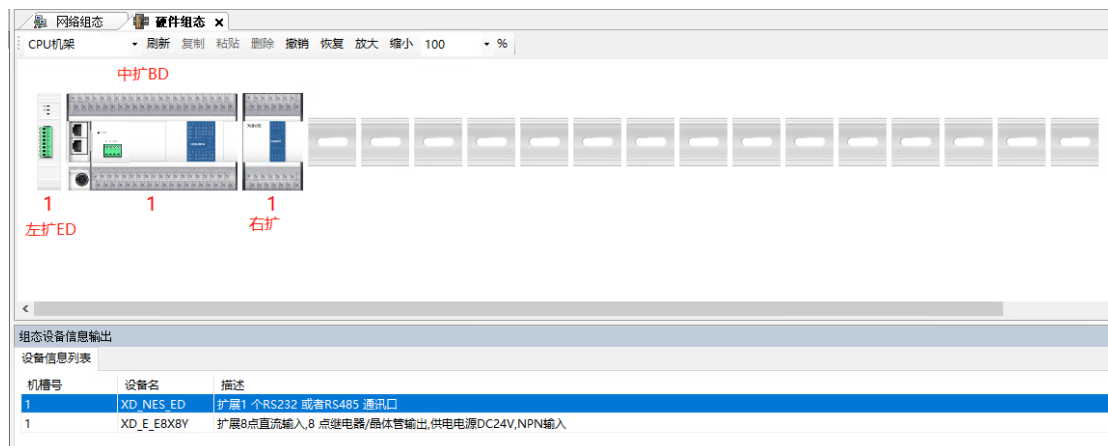 网络组态 硬件组态 ×
CPU机架 刷新 复制 粘贴 删除 撤销 恢复 放大 缩小 100 %
中扩BD
XINJE
1 1 1
左扩ED 右扩
组态设备信息输出
设备信息列表
机槽号 设备名 描述
1 XD_NES_ED 扩展1 个RS232 或者RS485 通讯口
1 XD_E_E8X8Y 扩展8点直流输入,8 点继电器/晶体管输出,供电电源DC24V,NPN输入